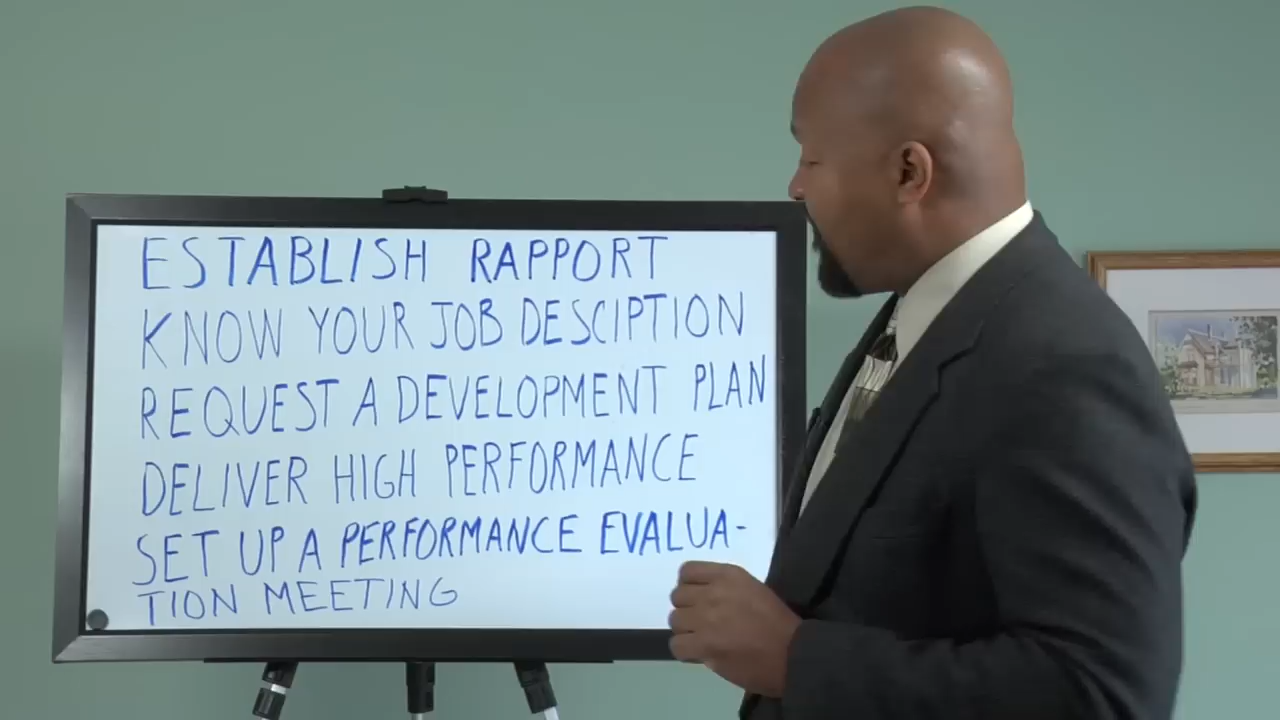 ESTABLISH RAPPORT
KNOW YOUR JOB DESCIPTION
REQUEST A DEVELOPMENT PLAN
DELIVER HIGH PERFORMANCE
SET UP A PERFORMANCE EVALUA-
TION MEETING